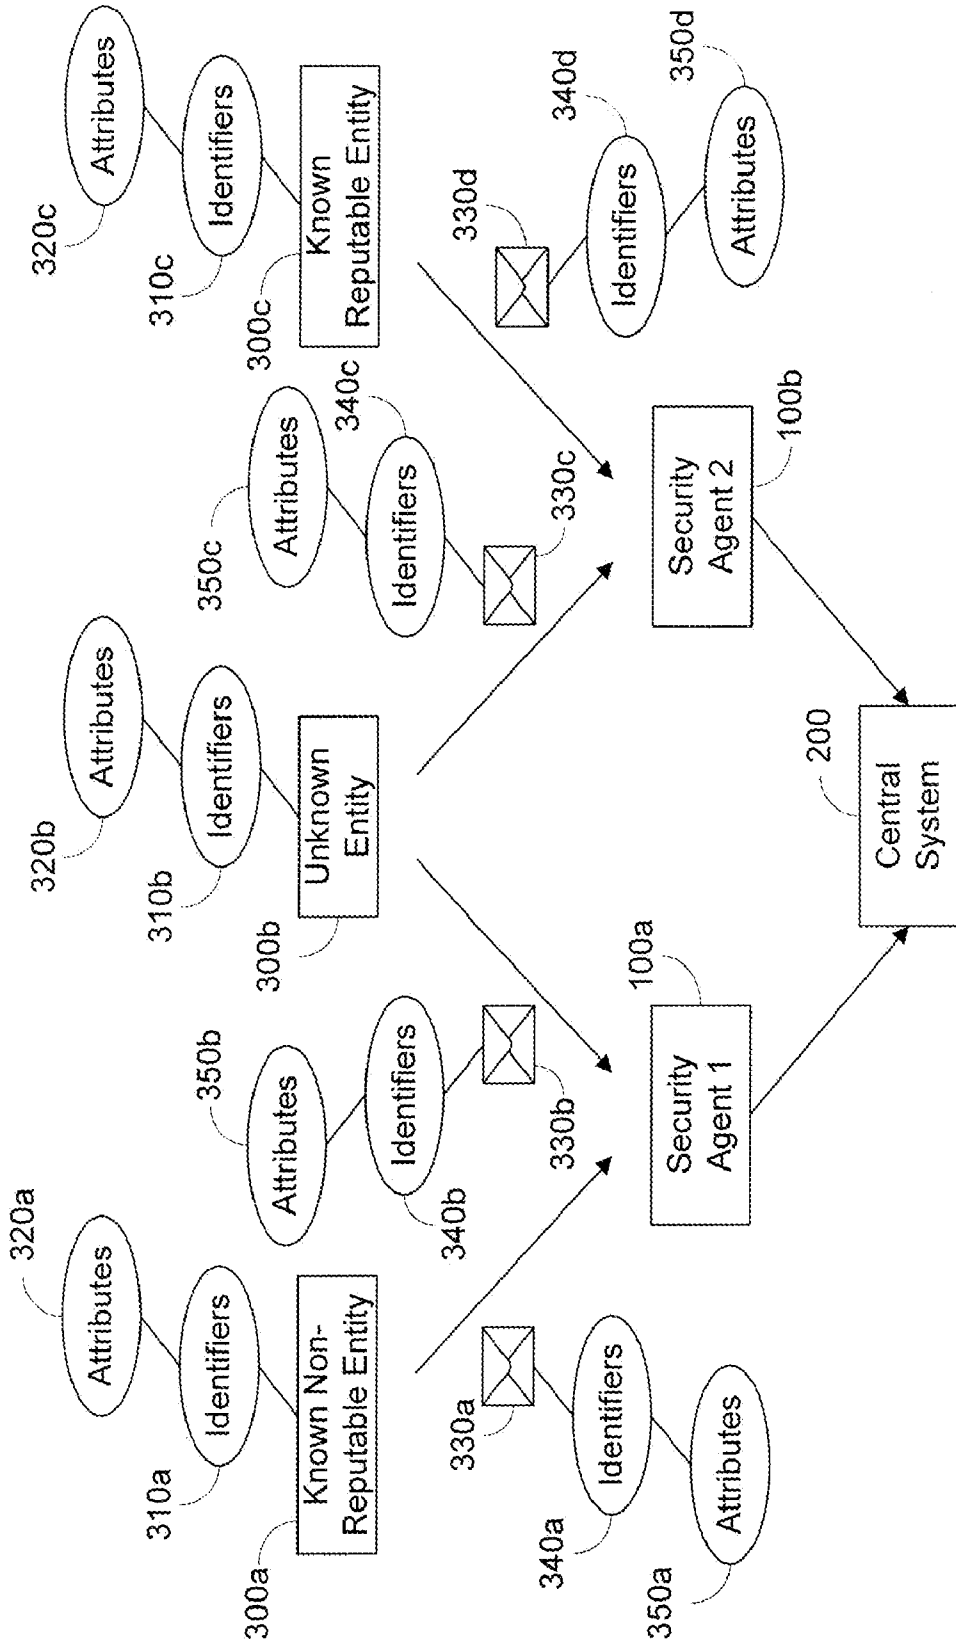 320a
Attributes
310a
Identifiers
300a
Known Non-
Reputable Entity
320b
Attributes
310b
Identifiers
300b
Unknown
Entity
320c
Attributes
310c
Identifiers
300c
Known
Reputable Entity
350b
Attributes
340b
Identifiers
330b
350c
Attributes
340c
Identifiers
330c
330a
340a
Identifiers
350a
Attributes
330d
340d
Identifiers
350d
Attributes
100a
Security
Agent 1
100b
Security
Agent 2
200
Central
System